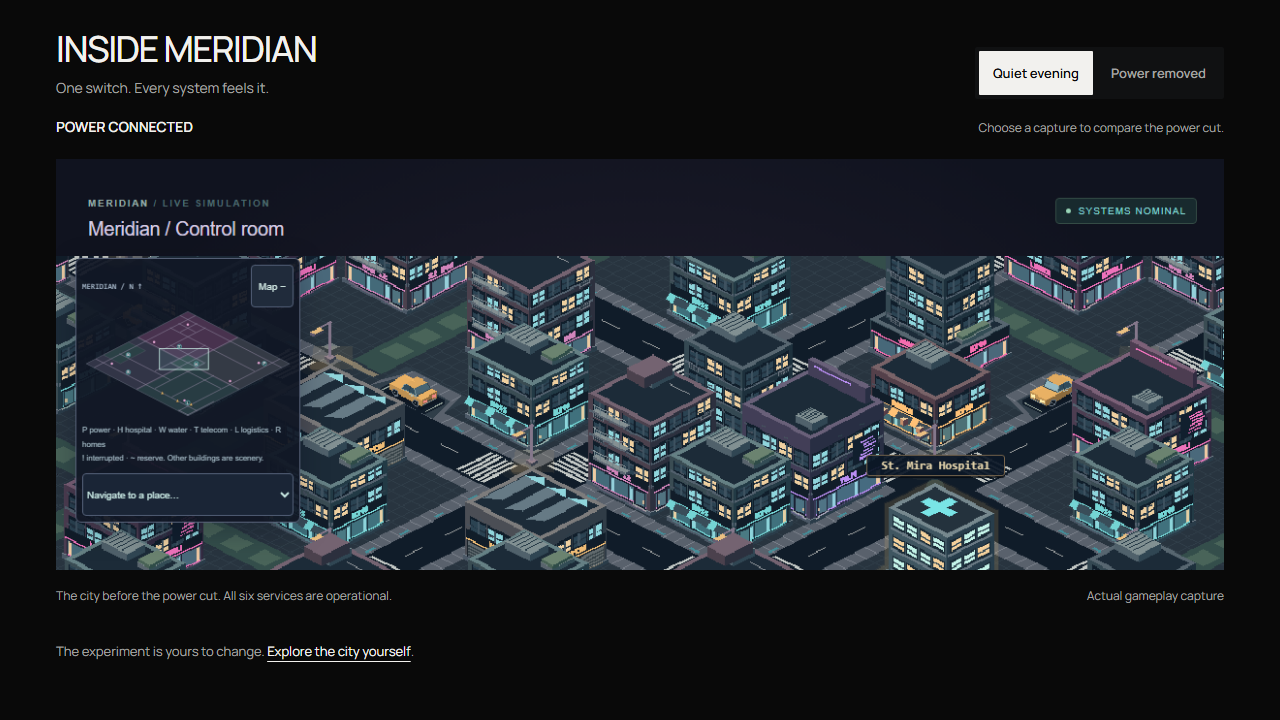 INSIDE MERIDIAN
One switch. Every system feels it.
Quiet evening
Power removed
POWER CONNECTED
Choose a capture to compare the power cut.
MERIDIAN / LIVE SIMULATION
Meridian / Control room
SYSTEMS NOMINAL
MERIDIAN / N ↑
Map −
P power · H hospital · W water · T telecom · L logistics · R
homes
! interrupted · ~ reserve. Other buildings are scenery.
Navigate to a place...
St. Mira Hospital
The city before the power cut. All six services are operational.
Actual gameplay capture
The experiment is yours to change. Explore the city yourself.